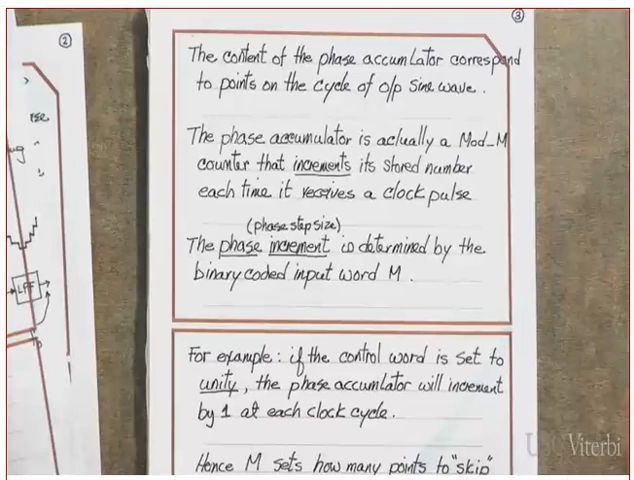 ②
rse
LPF
③
The content of the phase accumLator correspond
to points on the cycle of o/p Sine wave.
The phase accumulator is actually a Mod_M
counter that increments its stored number
each time it receives a clock pulse
(phase step size)
The phase increment is determined by the
binary coded input word M.
For example: if the control word is set to
unity, the phase accumLator will increment
by 1 at each clock cycle.
Hence M sets how many points to "skip"
USC Viterbi